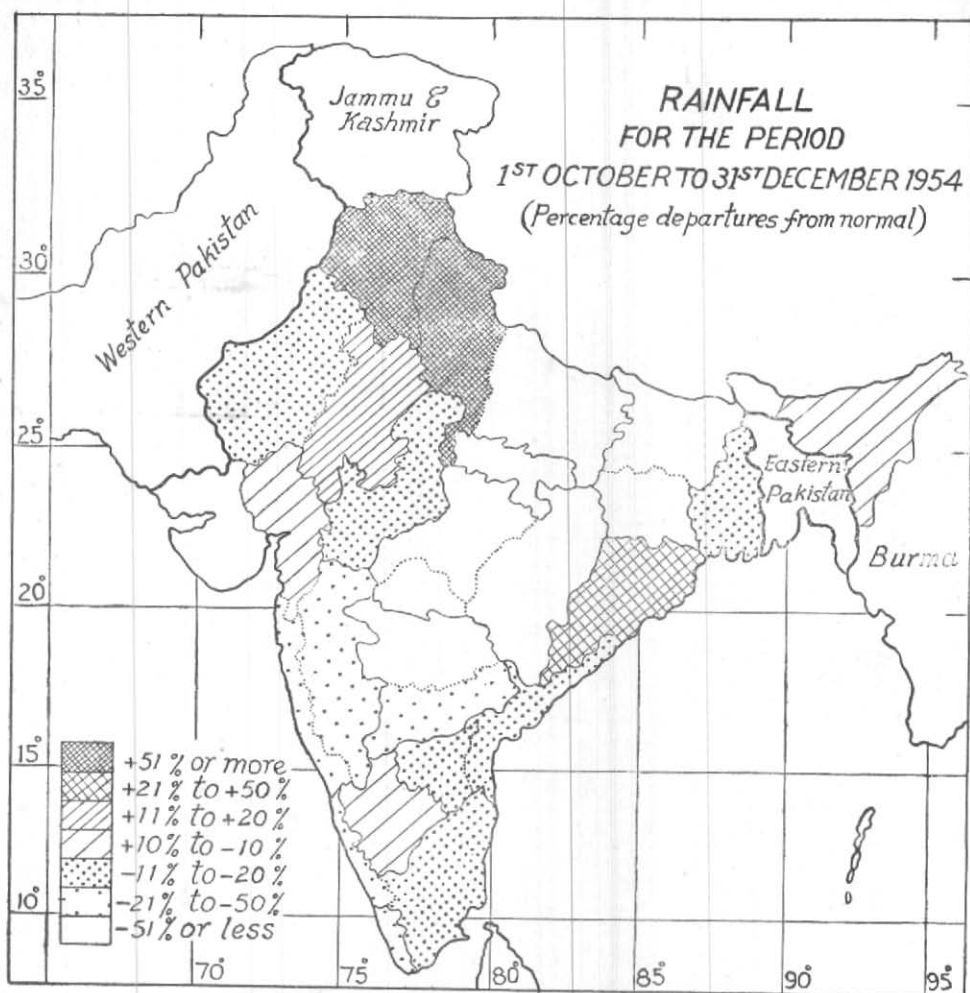 RAINFALL
FOR THE PERIOD
1ST OCTOBER TO 31ST DECEMBER 1954
(Percentage departures from normal)
35°
Jammu &
Kashmir
30°
Western Pakistan
25°
Eastern
Pakistan
Burma
20°
15°
+51% or more
+21% to +50%
+11% to +20%
+10% to -10%
-11% to -20%
-21% to -50%
-51% or less
10°
70° 75° 80° 85° 90° 95°